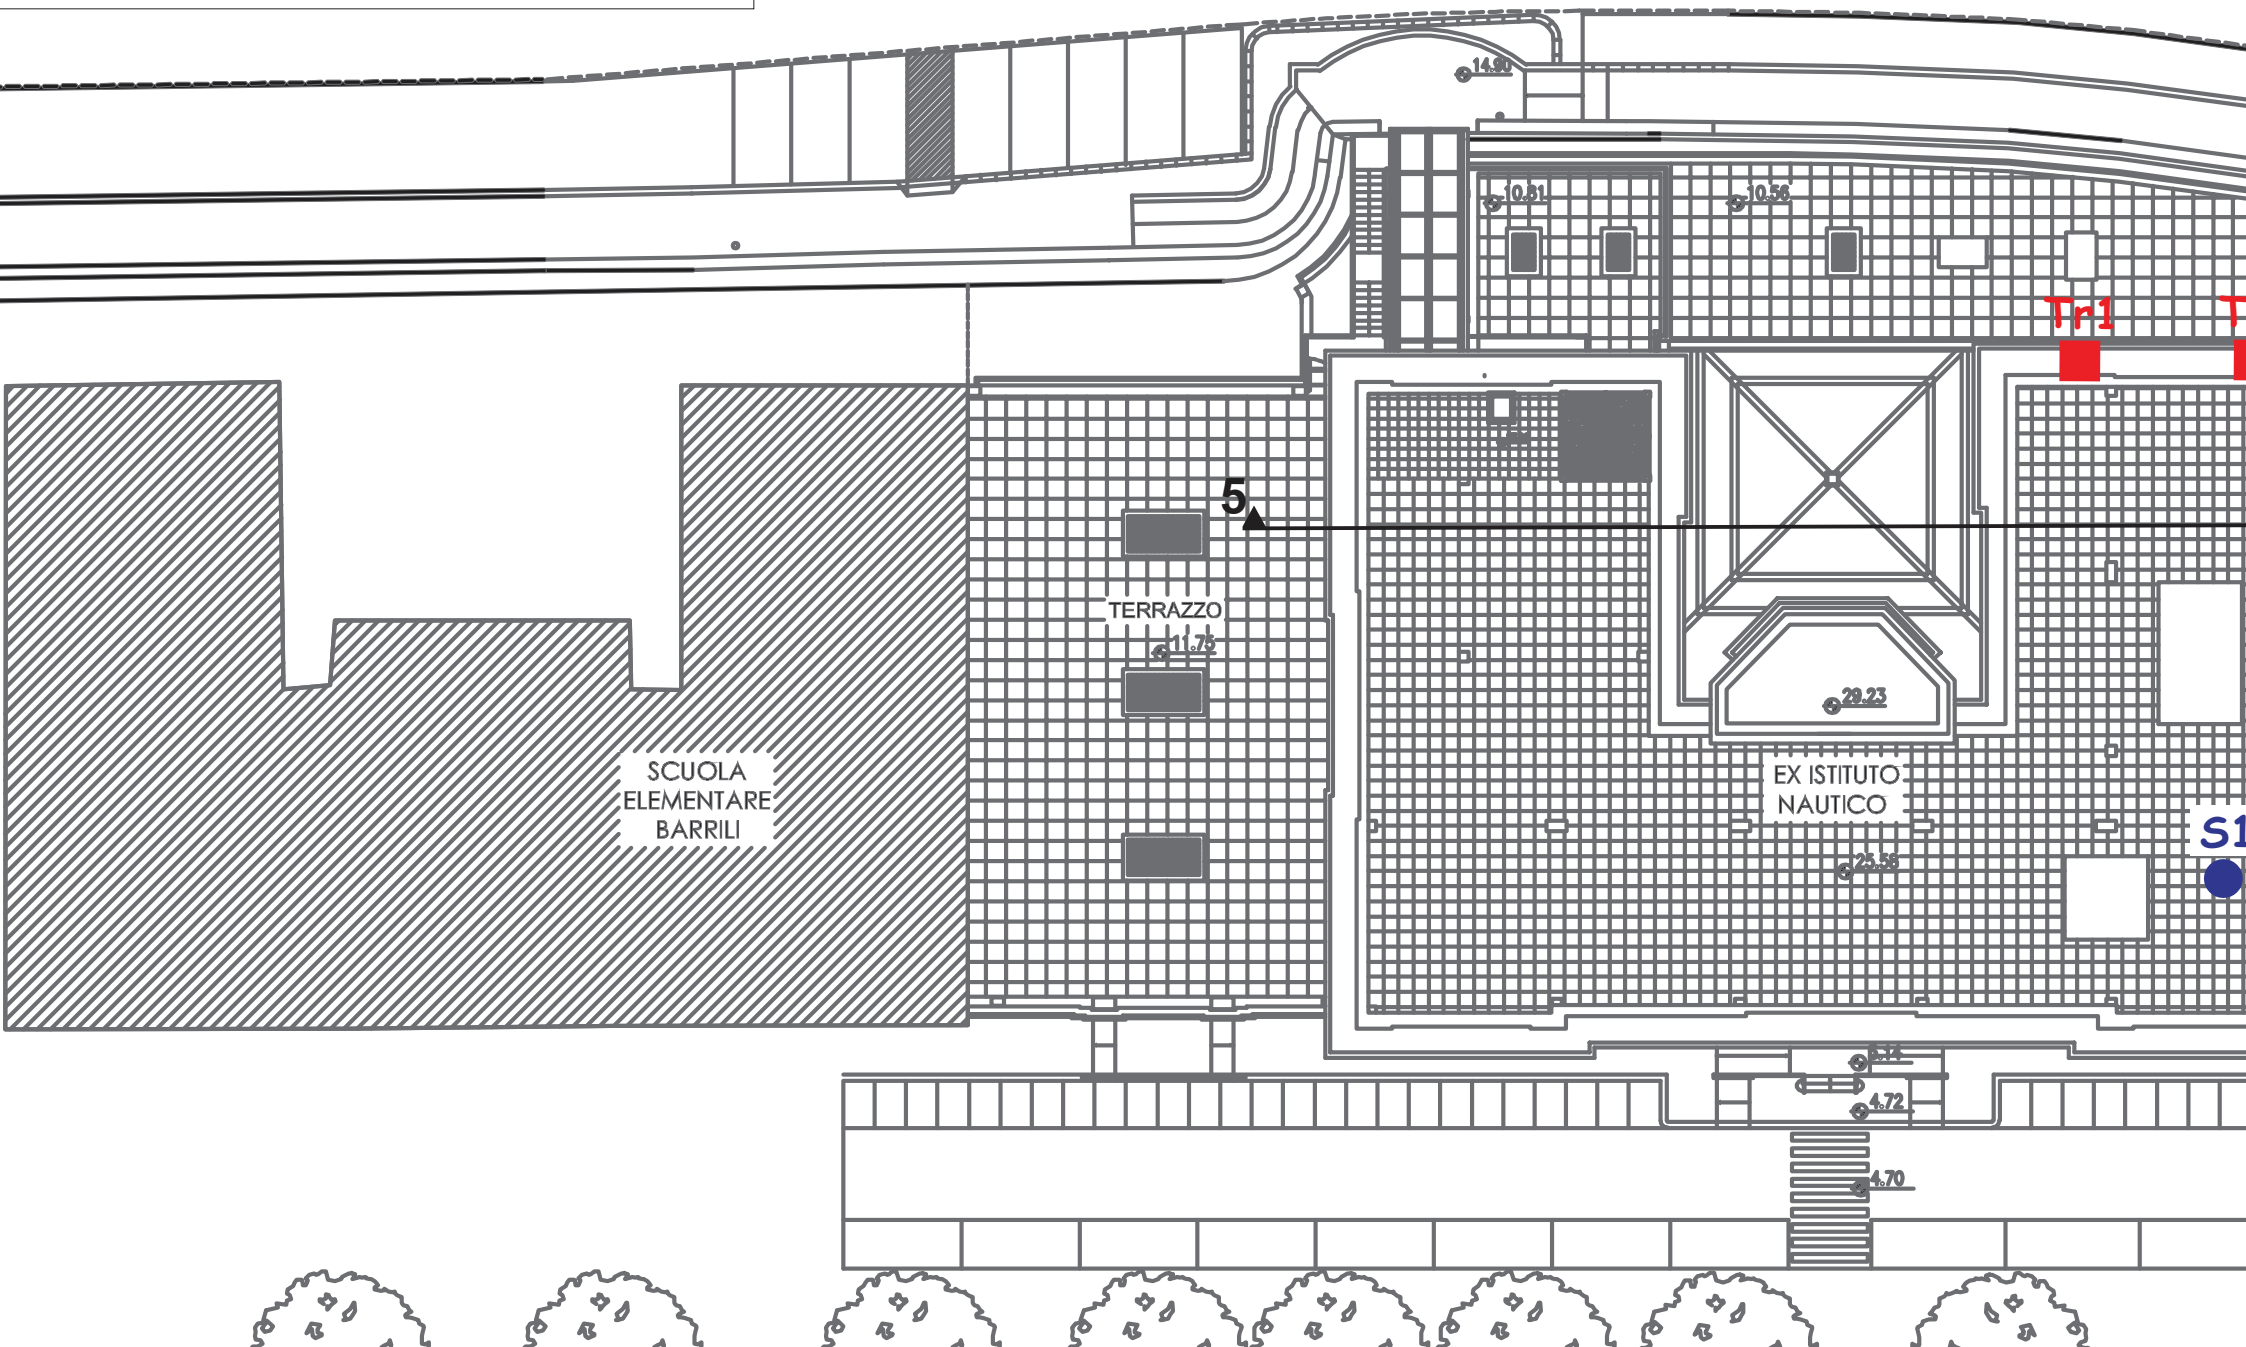 14.90
10.81
10.56
Tr1
5
TERRAZZO
11.75
29.23
SCUOLA
ELEMENTARE
BARRILI
EX ISTITUTO
NAUTICO
S1
25.58
4.72
4.70